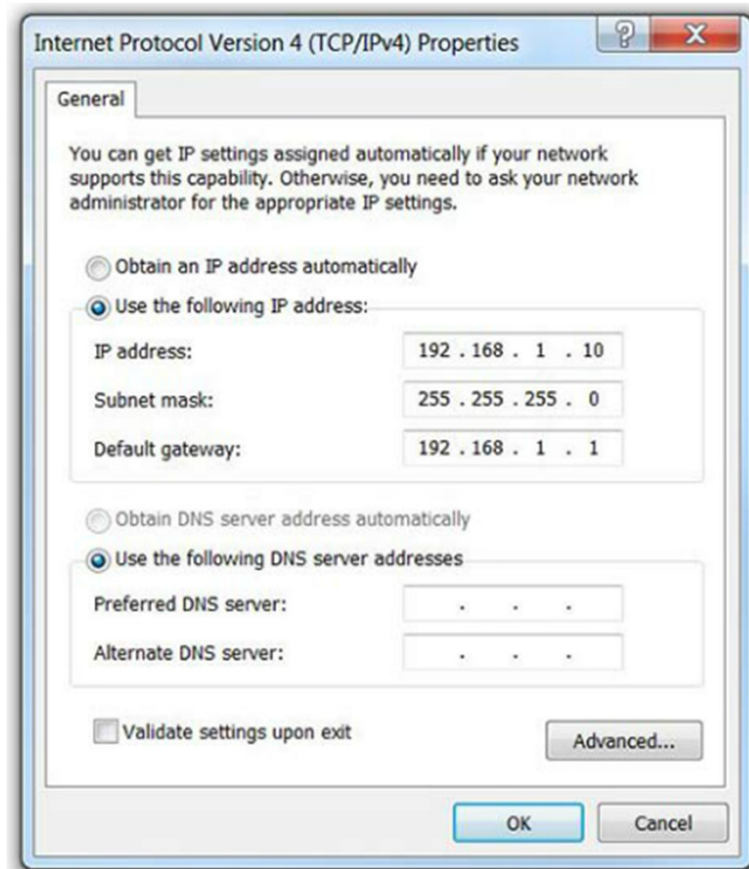 Internet Protocol Version 4 (TCP/IPv4) Properties
General
You can get IP settings assigned automatically if your network
supports this capability. Otherwise, you need to ask your network
administrator for the appropriate IP settings.
Obtain an IP address automatically
Use the following IP address:
IP address: 192 . 168 . 1 . 10
Subnet mask: 255 . 255 . 255 . 0
Default gateway: 192 . 168 . 1 . 1
Obtain DNS server address automatically
Use the following DNS server addresses
Preferred DNS server: . . .
Alternate DNS server: . . .
Validate settings upon exit
Advanced...
OK Cancel